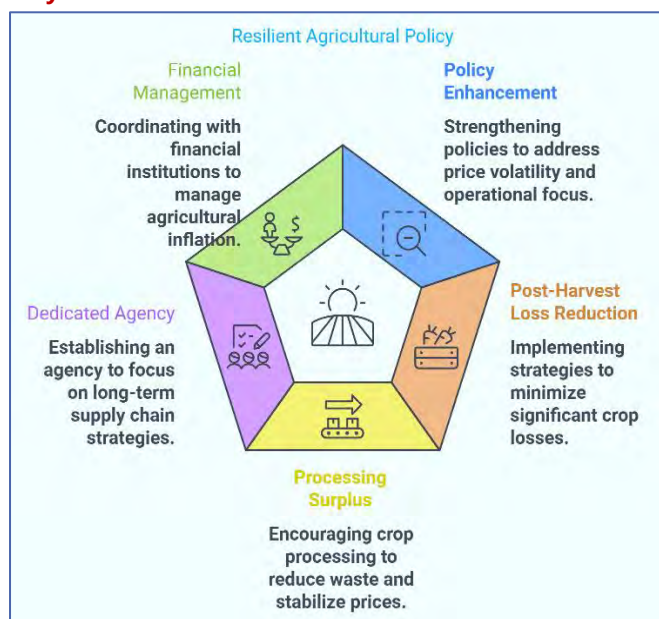 Resilient Agricultural Policy
Financial
Management
Coordinating with
financial
institutions to
manage
agricultural
inflation.
Policy
Enhancement
Strengthening
policies to address
price volatility and
operational focus.
Dedicated Agency
Establishing an
agency to focus
on long-term
supply chain
strategies.
Post-Harvest
Loss Reduction
Implementing
strategies to
minimize
significant crop
losses.
Processing
Surplus
Encouraging crop
processing to
reduce waste and
stabilize prices.